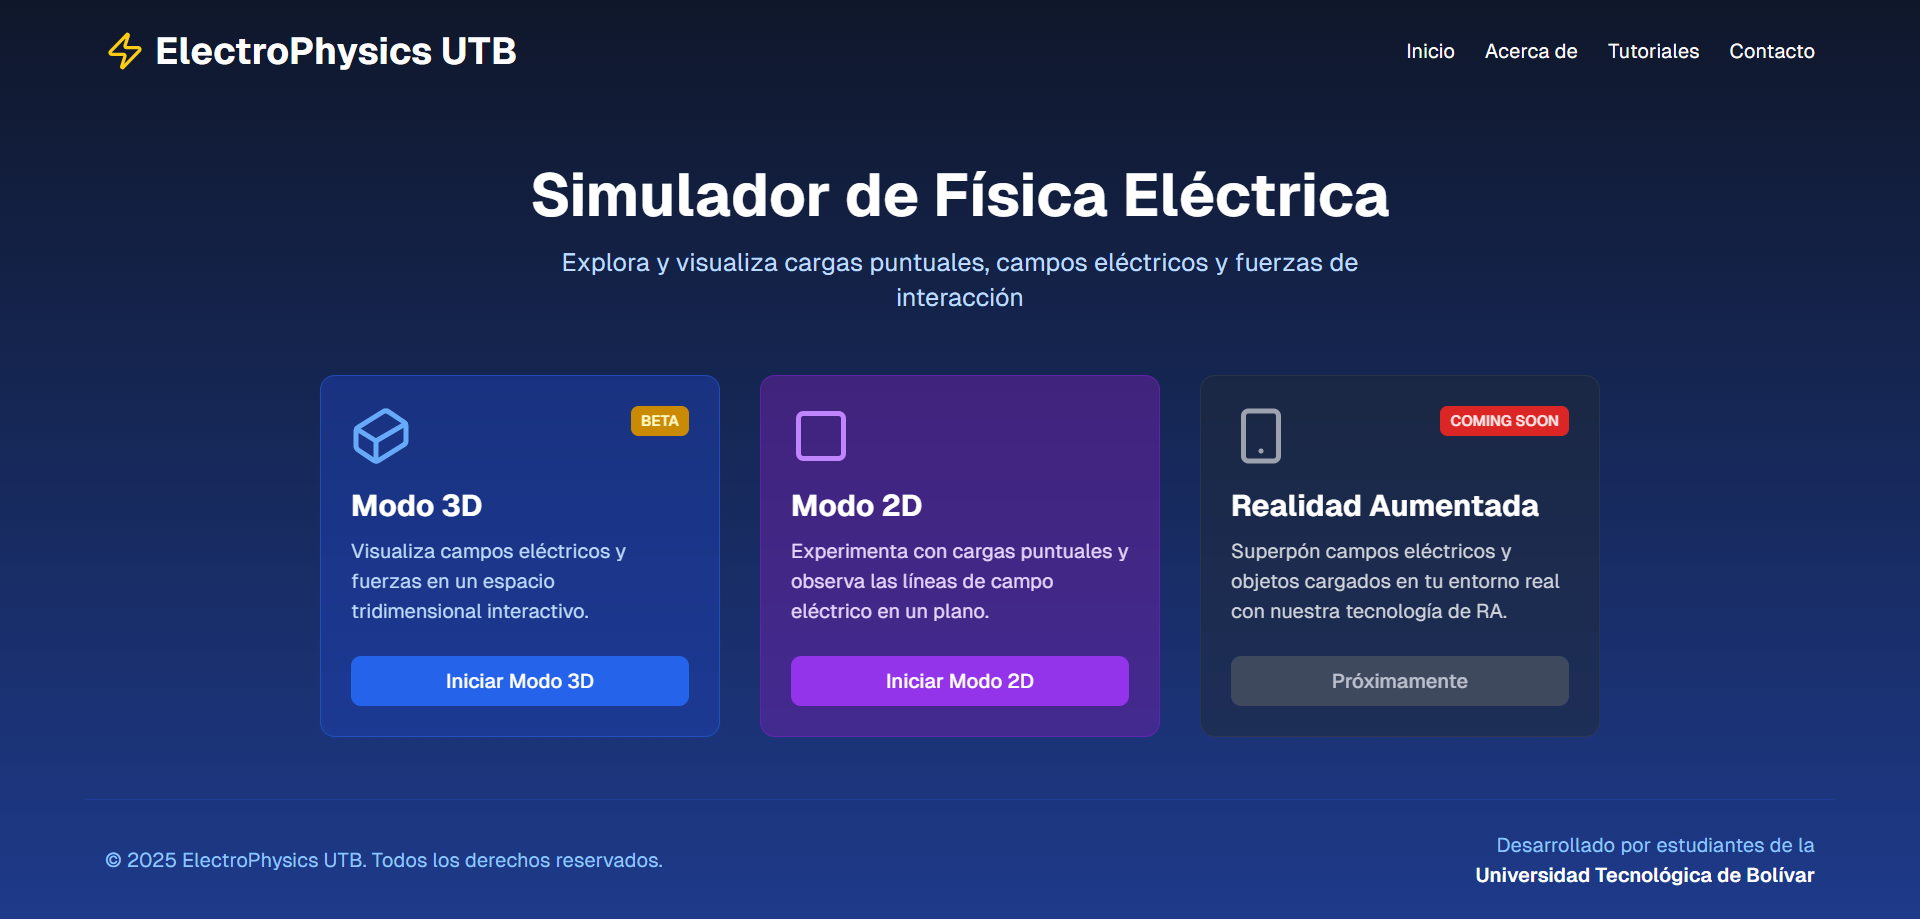 ElectroPhysics UTB
Inicio Acerca de Tutoriales Contacto
Simulador de Física Eléctrica
Explora y visualiza cargas puntuales, campos eléctricos y fuerzas de
interacción
BETA
Modo 3D
Visualiza campos eléctricos y
fuerzas en un espacio
tridimensional interactivo.
Iniciar Modo 3D
Modo 2D
Experimenta con cargas puntuales y
observa las líneas de campo
eléctrico en un plano.
Iniciar Modo 2D
COMING SOON
Realidad Aumentada
Superpón campos eléctricos y
objetos cargados en tu entorno real
con nuestra tecnología de RA.
Próximamente
© 2025 ElectroPhysics UTB. Todos los derechos reservados.
Desarrollado por estudiantes de la
Universidad Tecnológica de Bolívar